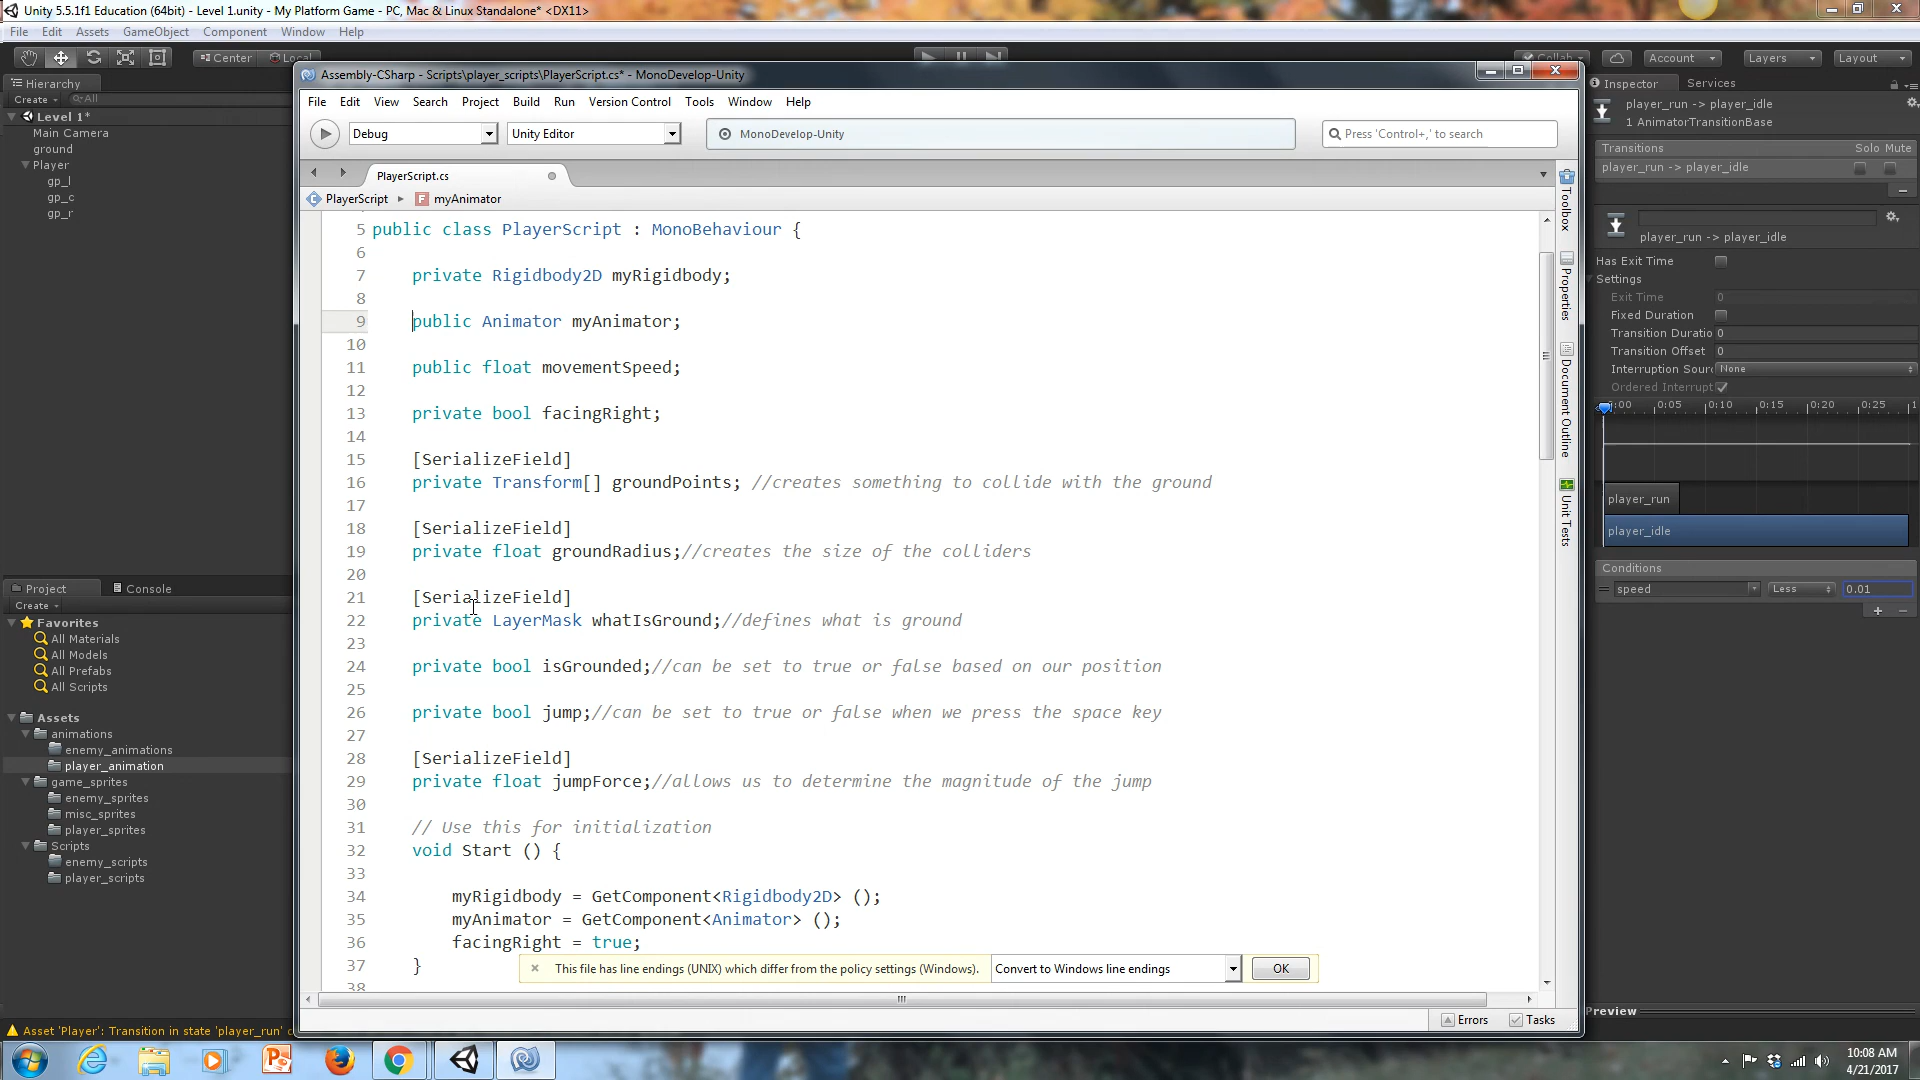 Unity 5.5.1f1 Education (64bit) - Level 1.unity - My Platform Game - PC, Mac & Linux Standalone* <DX11>
File Edit Assets GameObject Component Window Help
Center Local Collab Account Layers Layout
Hierarchy
Create All
Level 1*
Main Camera
ground
Player
gp_l
gp_c
gp_r
Project Console
Create
Favorites
All Materials
All Models
All Prefabs
All Scripts
Assets
animations
enemy_animations
player_animation
game_sprites
enemy_sprites
misc_sprites
player_sprites
Scripts
enemy_scripts
player_scripts
Asset 'Player': Transition in state 'player_run'
Assembly-CSharp - Scripts\player_scripts\PlayerScript.cs* - MonoDevelop-Unity
File Edit View Search Project Build Run Version Control Tools Window Help
Debug Unity Editor MonoDevelop-Unity Press 'Control+,' to search
PlayerScript.cs
PlayerScript myAnimator
5 public class PlayerScript : MonoBehaviour {
6
7 private Rigidbody2D myRigidbody;
8
9 public Animator myAnimator;
10
11 public float movementSpeed;
12
13 private bool facingRight;
14
15 [SerializeField]
16 private Transform[] groundPoints; //creates something to collide with the ground
17
18 [SerializeField]
19 private float groundRadius;//creates the size of the colliders
20
21 [SerializeField]
22 private LayerMask whatIsGround;//defines what is ground
23
24 private bool isGrounded;//can be set to true or false based on our position
25
26 private bool jump;//can be set to true or false when we press the space key
27
28 [SerializeField]
29 private float jumpForce;//allows us to determine the magnitude of the jump
30
31 // Use this for initialization
32 void Start () {
33
34 myRigidbody = GetComponent<Rigidbody2D> ();
35 myAnimator = GetComponent<Animator> ();
36 facingRight = true;
37 }
38
This file has line endings (UNIX) which differ from the policy settings (Windows). Convert to Windows line endings OK
Errors Tasks
Toolbox
Properties
Document Outline
Unit Tests
Inspector Services
player_run -> player_idle
1 AnimatorTransitionBase
Transitions Solo Mute
player_run -> player_idle
player_run -> player_idle
Has Exit Time
Settings
Exit Time 0
Fixed Duration
Transition Duratio 0
Transition Offset 0
Interruption Sourc None
Ordered Interrupt
:00 0:05 0:10 0:15 0:20 0:25 1
player_run
player_idle
Conditions
speed Less 0.01
Preview
10:08 AM
4/21/2017